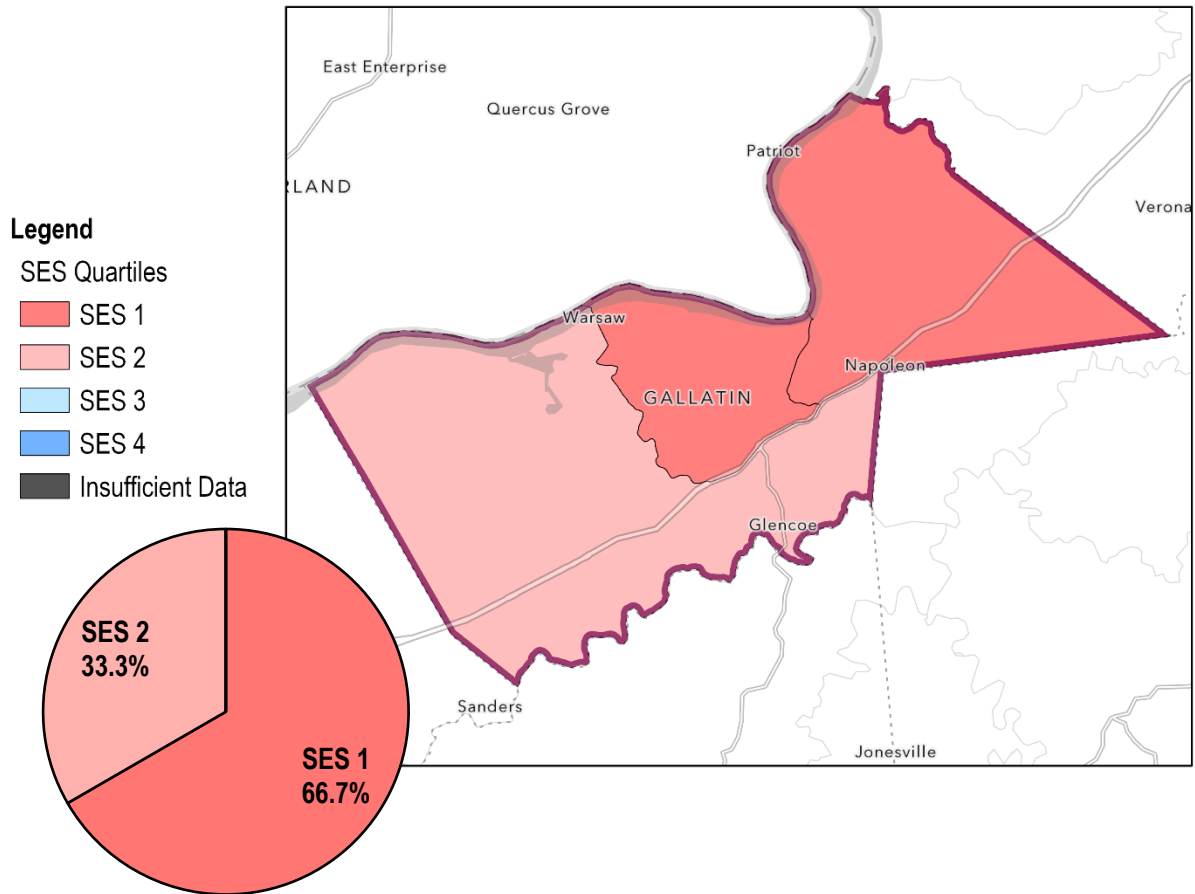 East Enterprise
Quercus Grove
Patriot
RLAND
Verona
Legend
SES Quartiles
SES 1
SES 2
SES 3
SES 4
Insufficient Data
Warsaw
Napoleon
GALLATIN
Glencoe
Sanders
Jonesville
SES 2
33.3%
SES 1
66.7%